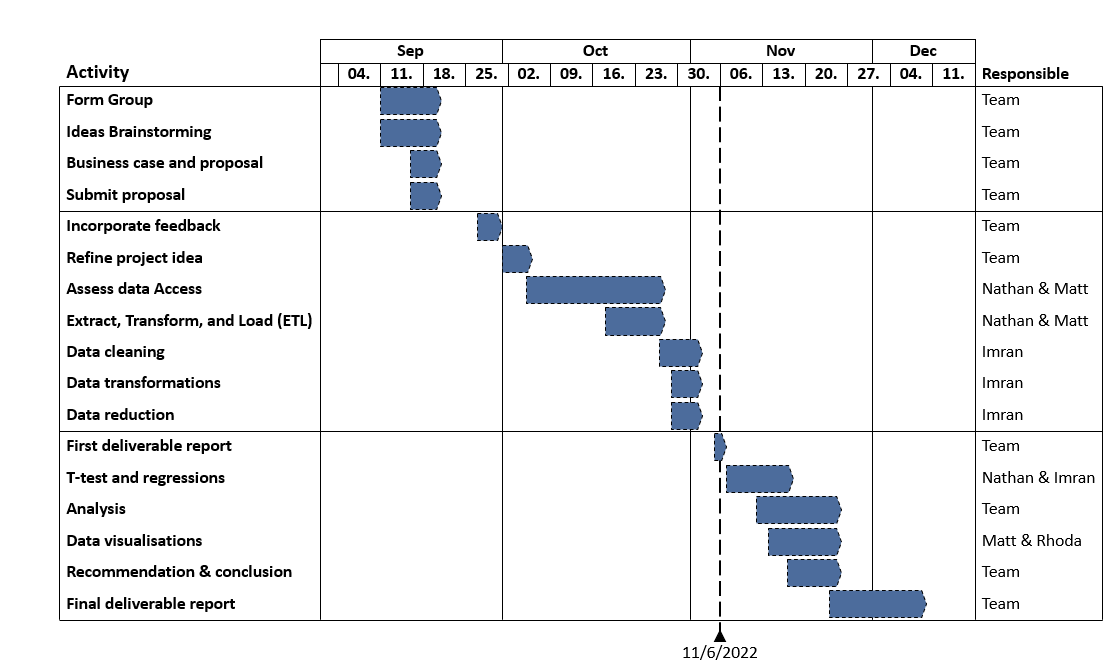 Sep Oct Nov Dec
Activity 04. 11. 18. 25. 02. 09. 16. 23. 30. 06. 13. 20. 27. 04. 11. Responsible
Form Group Team
Ideas Brainstorming Team
Business case and proposal Team
Submit proposal Team
Incorporate feedback Team
Refine project idea Team
Assess data Access Nathan & Matt
Extract, Transform, and Load (ETL) Nathan & Matt
Data cleaning Imran
Data transformations Imran
Data reduction Imran
First deliverable report Team
T-test and regressions Nathan & Imran
Analysis Team
Data visualisations Matt & Rhoda
Recommendation & conclusion Team
Final deliverable report Team
11/6/2022